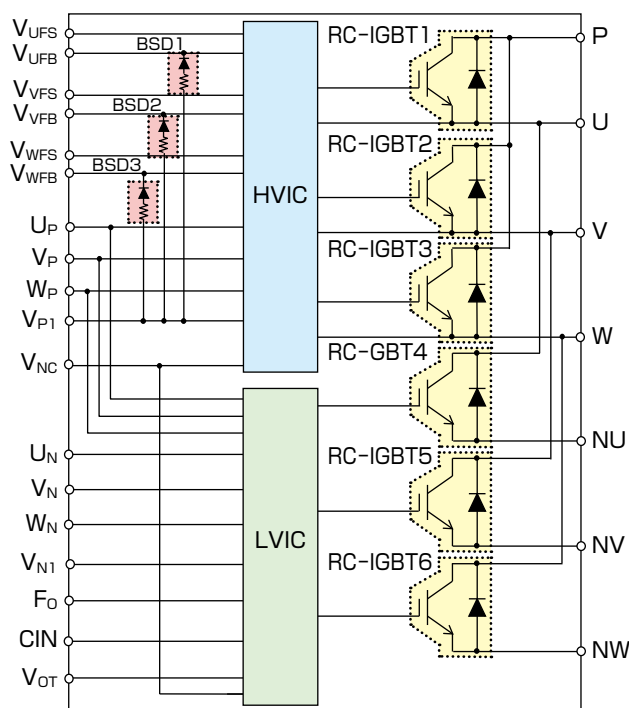 VUFS
VUFB
VVFS
VVFB
VWFS
VWFB
UP
VP
WP
VP1
VNC
UN
VN
WN
VN1
FO
CIN
VOT
BSD1
BSD2
BSD3
HVIC
LVIC
RC-IGBT1
RC-IGBT2
RC-IGBT3
RC-GBT4
RC-IGBT5
RC-IGBT6
P
U
V
W
NU
NV
NW